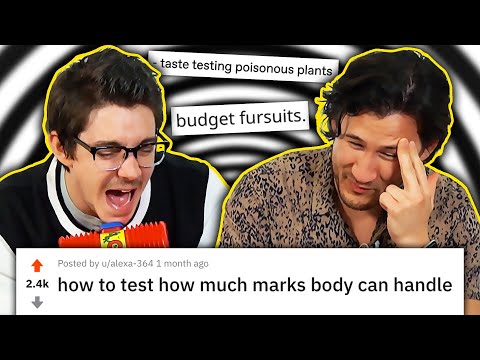 - taste testing poisonous plants
budget fursuits.
Posted by u/alexa-364 1 month ago
2.4k
how to test how much marks body can handle